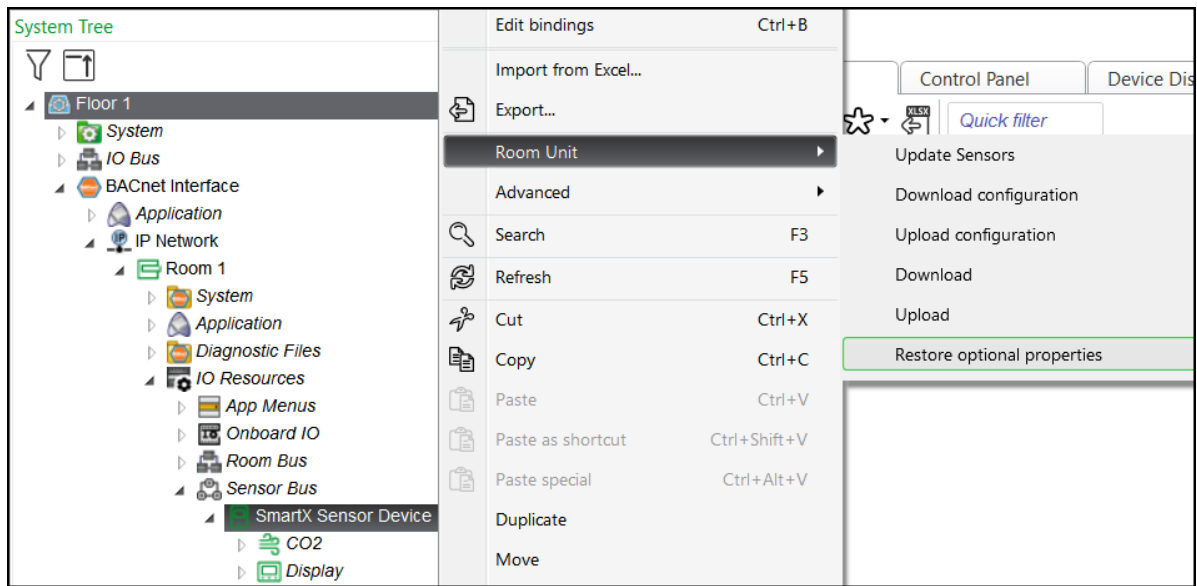 System Tree
Floor 1
System
IO Bus
BACnet Interface
Application
IP Network
IP
Room 1
System
Application
Diagnostic Files
IO Resources
App Menus
Onboard IO
IO
Room Bus
Sensor Bus
SmartX Sensor Device
CO2
Display
Edit bindings Ctrl+B
Import from Excel...
Export...
Room Unit
Advanced
Search F3
Refresh F5
Cut Ctrl+X
Copy Ctrl+C
Paste Ctrl+V
Paste as shortcut Ctrl+Shift+V
Paste special Ctrl+Alt+V
Duplicate
Move
Control Panel
Device Dis
XLSX
Quick filter
Update Sensors
Download configuration
Upload configuration
Download
Upload
Restore optional properties